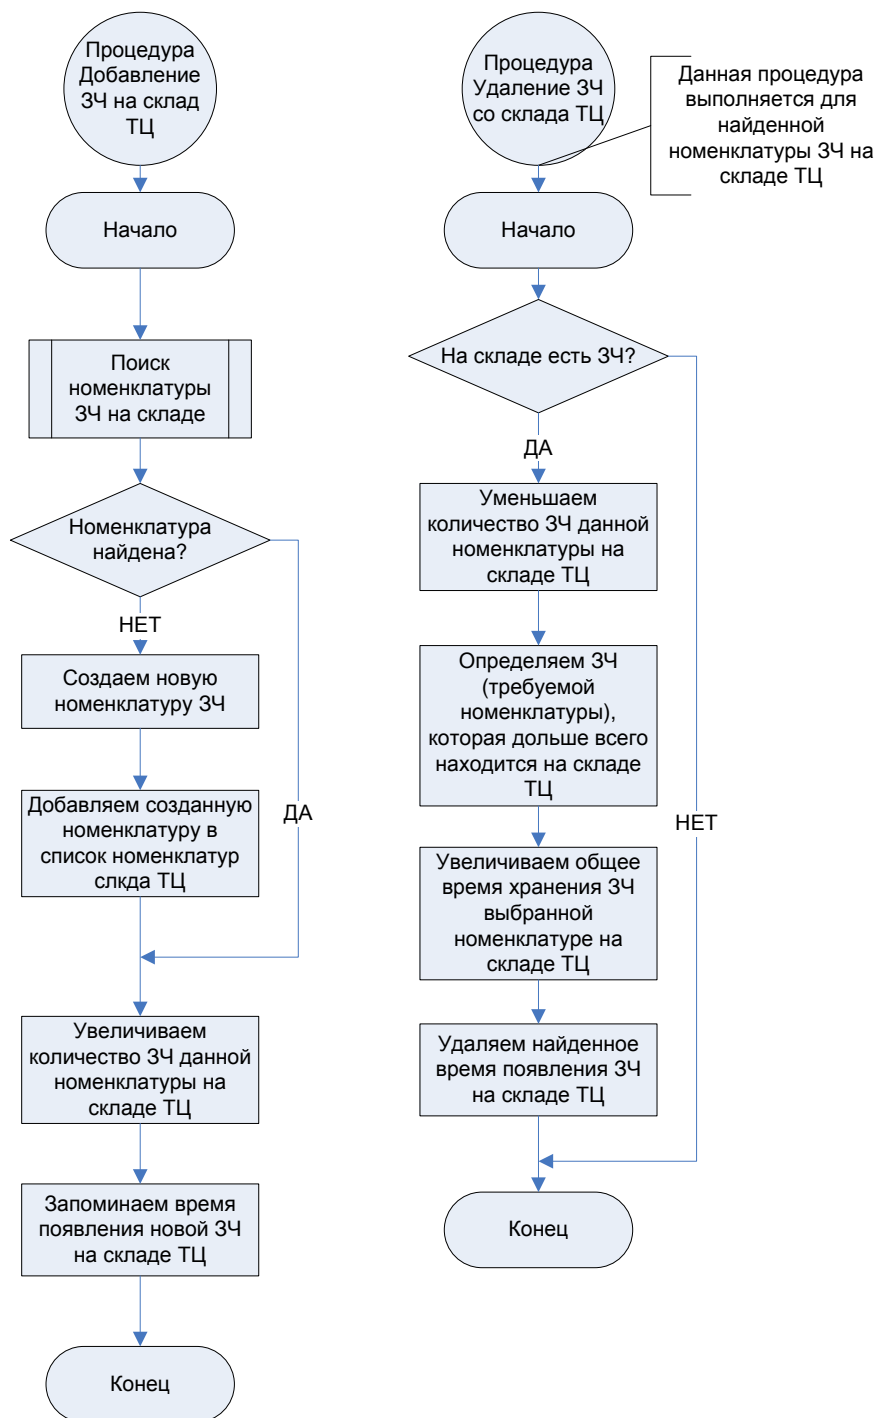 Процедура
Добавление
ЗЧ на склад
ТЦ
Начало
Поиск
номенклатуры
ЗЧ на складе
Номенклатура
найдена?
НЕТ
Создаем новую
номенклатуру ЗЧ
Добавляем созданную
номенклатуру в
список номенклатур
слкда ТЦ
ДА
Увеличиваем
количество ЗЧ данной
номенклатуры на
складе ТЦ
Запоминаем время
появления новой ЗЧ
на складе ТЦ
Конец
Процедура
Удаление ЗЧ
со склада ТЦ
Данная процедура
выполняется для
найденной
номенклатуры ЗЧ на
складе ТЦ
Начало
На складе есть ЗЧ?
ДА
Уменьшаем
количество ЗЧ данной
номенклатуры на
складе ТЦ
Определяем ЗЧ
(требуемой
номенклатуры),
которая дольше всего
находится на складе
ТЦ
НЕТ
Увеличиваем общее
время хранения ЗЧ
выбранной
номенклатуре на
складе ТЦ
Удаляем найденное
время появления ЗЧ
на складе ТЦ
Конец